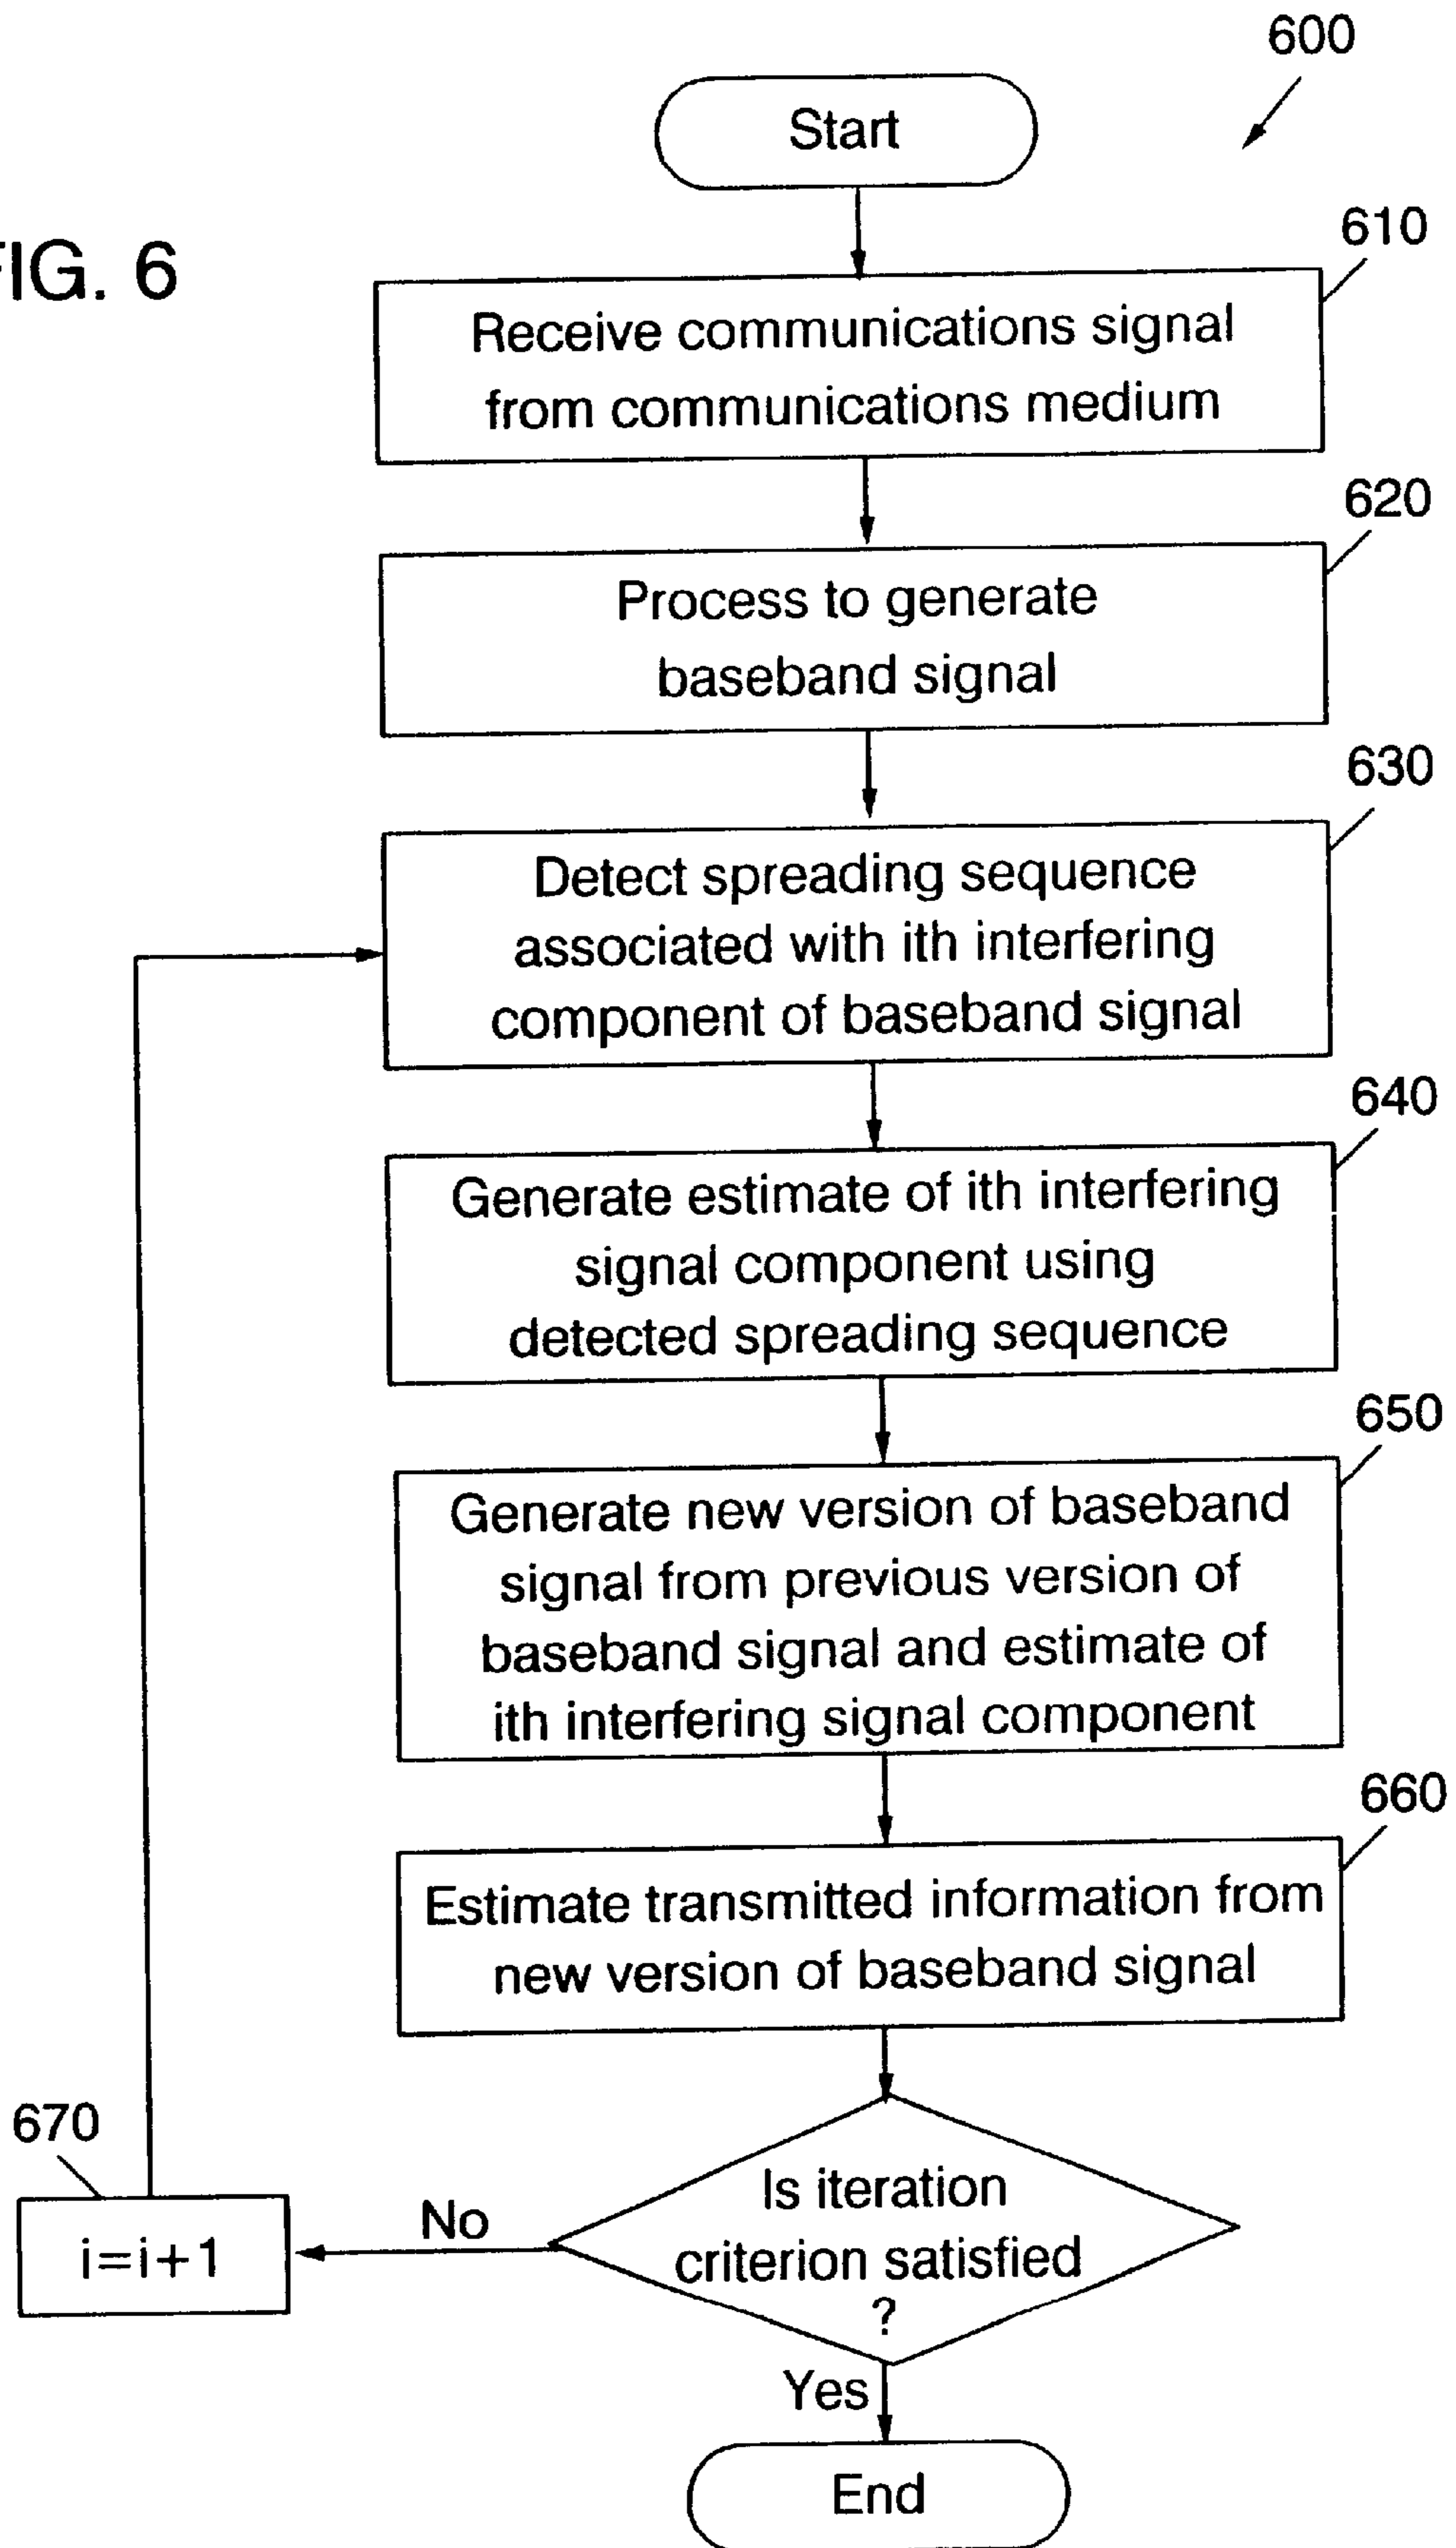 600
Start
FIG. 6
610
Receive communications signal
from communications medium
620
Process to generate
baseband signal
630
Detect spreading sequence
associated with ith interfering
component of baseband signal
640
Generate estimate of ith interfering
signal component using
detected spreading sequence
650
Generate new version of baseband
signal from previous version of
baseband signal and estimate of
ith interfering signal component
660
Estimate transmitted information from
new version of baseband signal
670
i=i+1
No
Is iteration
criterion satisfied
?
Yes
End